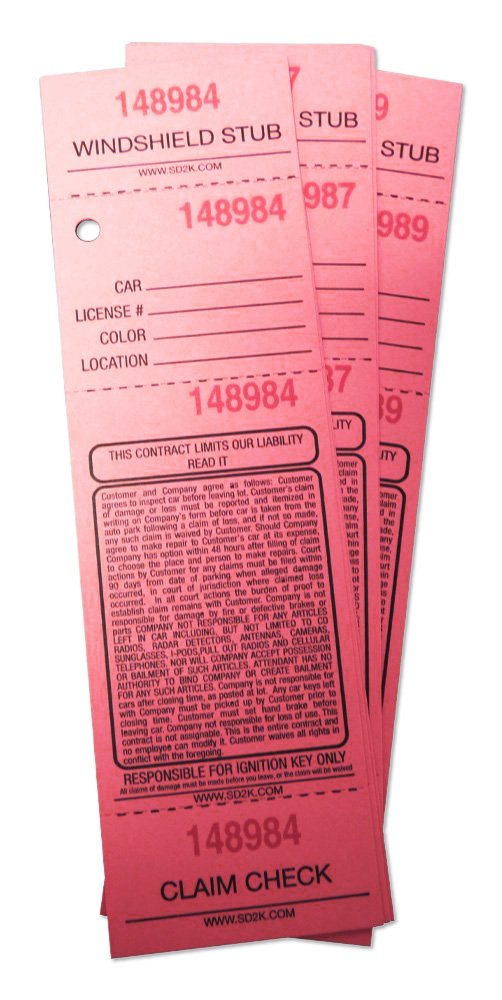 148984
WINDSHIELD STUB
WWW.SD2K.COM
148984
CAR
LICENSE #
COLOR
LOCATION
148984
THIS CONTRACT LIMITS OUR LIABILITY
READ IT
Customer and Company agree as follows: Customer
agrees to inspect car before leaving lot. Customer's claim
of damage or loss must be reported and itemized in
writing on Company's form before car is taken from the
auto park following a claim of loss, and if not so made,
any such claim is waived by Customer. Should Company
agree to make repair to Customer's car at its expense,
Company has option within 48 hours after filling of claim
to choose the place and person to make repairs. Court
actions by Customer for any claims must be filed within
90 days from date of parking when alleged damage
occurred, in court of jurisdiction where claimed loss
occurred. In all court actions the burden of proof to
establish claim remains with Customer. Company is not
responsible for damage by fire or defective brakes or
parts COMPANY NOT RESPONSIBLE FOR ANY ARTICLES
LEFT IN CAR INCLUDING, BUT NOT LIMITED TO CD
RADIOS, RADAR DETECTORS, ANTENNAS, CAMERAS,
SUNGLASSES, I-PODS,PULL OUT RADIOS AND CELLULAR
TELEPHONES. NOR WILL COMPANY ACCEPT POSSESSION
OR BAILMENT OF SUCH ARTICLES. ATTENDANT HAS NO
AUTHORITY TO BIND COMPANY OR CREATE BAILMENT
FOR ANY SUCH ARTICLES. Company is not responsible for
cars after closing time, as posted at lot. Any car keys left
with Company must be picked up by Customer prior to
closing time. Customer must set hand brake before
leaving car. Company not responsible for loss of use. This
contract is not assignable. This is the entire contract and
no employee can modify it. Customer waives all rights in
conflict with the foregoing.
RESPONSIBLE FOR IGNITION KEY ONLY
All claims of damage must be made before you leave, or the claim will be waived
WWW.SD2K.COM
148984
CLAIM CHECK
WWW.SD2K.COM
7
STUB
987
87
9
STUB
989
89